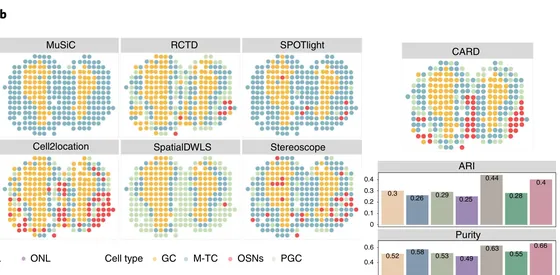 b
MuSiC RCTD SPOTlight
CARD
Cell2location SpatialDWLS Stereoscope
ARI
0.4
0.3
0.2
0.1
0
0.3 0.26 0.29 0.25 0.44 0.28 0.4
Purity
0.6
0.4
0.52 0.58 0.53 0.49 0.63 0.55 0.66
ONL Cell type GC M-TC OSNs PGC